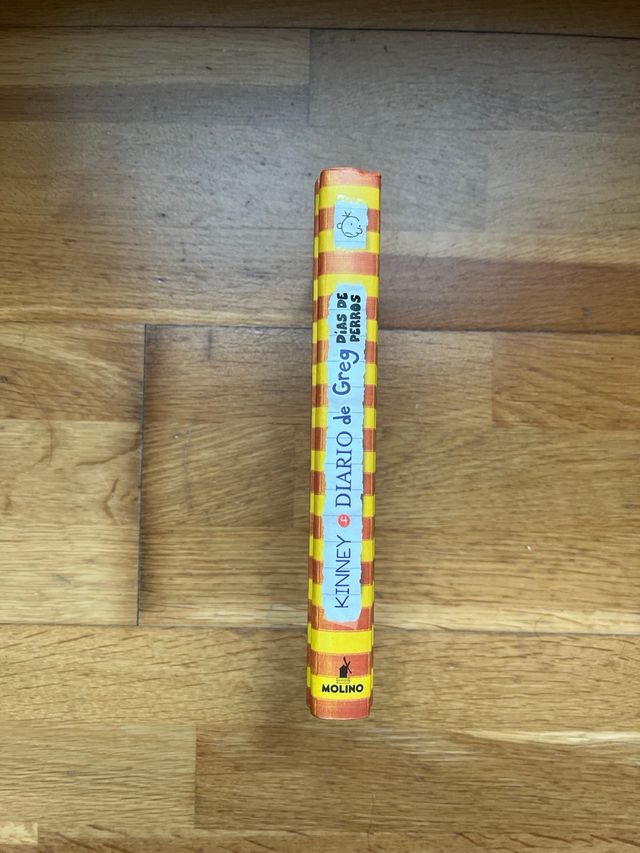 KINNEY 4 DIARIO de Greg
DÍAS DE
PERROS
MOLINO